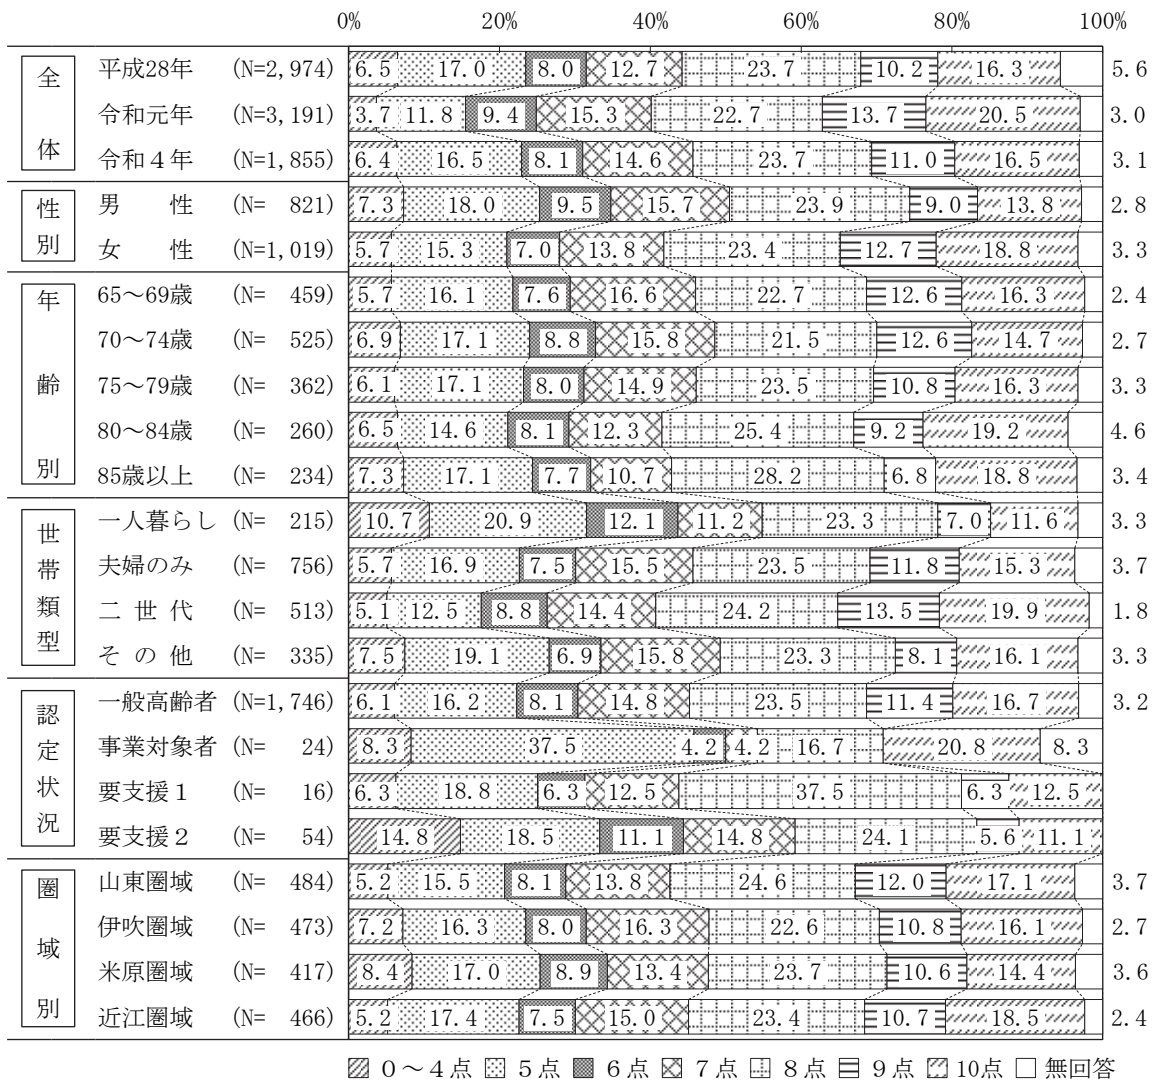 0% 20% 40% 60% 80% 100%
全体
平成28年 (N=2,974) 6.5 17.0 8.0 12.7 23.7 10.2 16.3 5.6
令和元年 (N=3,191) 3.7 11.8 9.4 15.3 22.7 13.7 20.5 3.0
令和４年 (N=1,855) 6.4 16.5 8.1 14.6 23.7 11.0 16.5 3.1
性別
男性 (N= 821) 7.3 18.0 9.5 15.7 23.9 9.0 13.8 2.8
女性 (N=1,019) 5.7 15.3 7.0 13.8 23.4 12.7 18.8 3.3
年齢別
65～69歳 (N= 459) 5.7 16.1 7.6 16.6 22.7 12.6 16.3 2.4
70～74歳 (N= 525) 6.9 17.1 8.8 15.8 21.5 12.6 14.7 2.7
75～79歳 (N= 362) 6.1 17.1 8.0 14.9 23.5 10.8 16.3 3.3
80～84歳 (N= 260) 6.5 14.6 8.1 12.3 25.4 9.2 19.2 4.6
85歳以上 (N= 234) 7.3 17.1 7.7 10.7 28.2 6.8 18.8 3.4
世帯類型
一人暮らし (N= 215) 10.7 20.9 12.1 11.2 23.3 7.0 11.6 3.3
夫婦のみ (N= 756) 5.7 16.9 7.5 15.5 23.5 11.8 15.3 3.7
二世代 (N= 513) 5.1 12.5 8.8 14.4 24.2 13.5 19.9 1.8
その他 (N= 335) 7.5 19.1 6.9 15.8 23.3 8.1 16.1 3.3
認定状況
一般高齢者 (N=1,746) 6.1 16.2 8.1 14.8 23.5 11.4 16.7 3.2
事業対象者 (N= 24) 8.3 37.5 4.2 4.2 16.7 20.8 8.3
要支援１ (N= 16) 6.3 18.8 6.3 12.5 37.5 6.3 12.5
要支援２ (N= 54) 14.8 18.5 11.1 14.8 24.1 5.6 11.1
圏域別
山東圏域 (N= 484) 5.2 15.5 8.1 13.8 24.6 12.0 17.1 3.7
伊吹圏域 (N= 473) 7.2 16.3 8.0 16.3 22.6 10.8 16.1 2.7
米原圏域 (N= 417) 8.4 17.0 8.9 13.4 23.7 10.6 14.4 3.6
近江圏域 (N= 466) 5.2 17.4 7.5 15.0 23.4 10.7 18.5 2.4
０～４点 ５点 ６点 ７点 ８点 ９点 10点 無回答